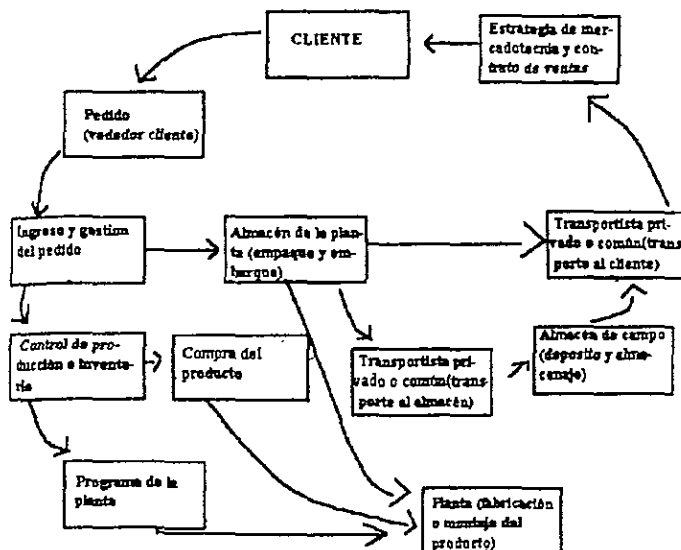 CLIENTE
Estrategia de mer-
cadotecnia y con-
trato de ventas
Pedido
(vededor cliente)
Ingreso y gestion
del pedido
Almacén de la plan-
ta (empaque y em-
barque)
Transportista pri-
vado o común(trans
porte al cliente)
Control de pro-
ducción e inventa-
rio
Compra del
producto
Transportista pri-
vado o común(trans-
porte al almacén)
Almacén de campo
(deposito y alma-
cenaje)
Programa de la
planta
Planta (fabricación
o montaje del
producto)